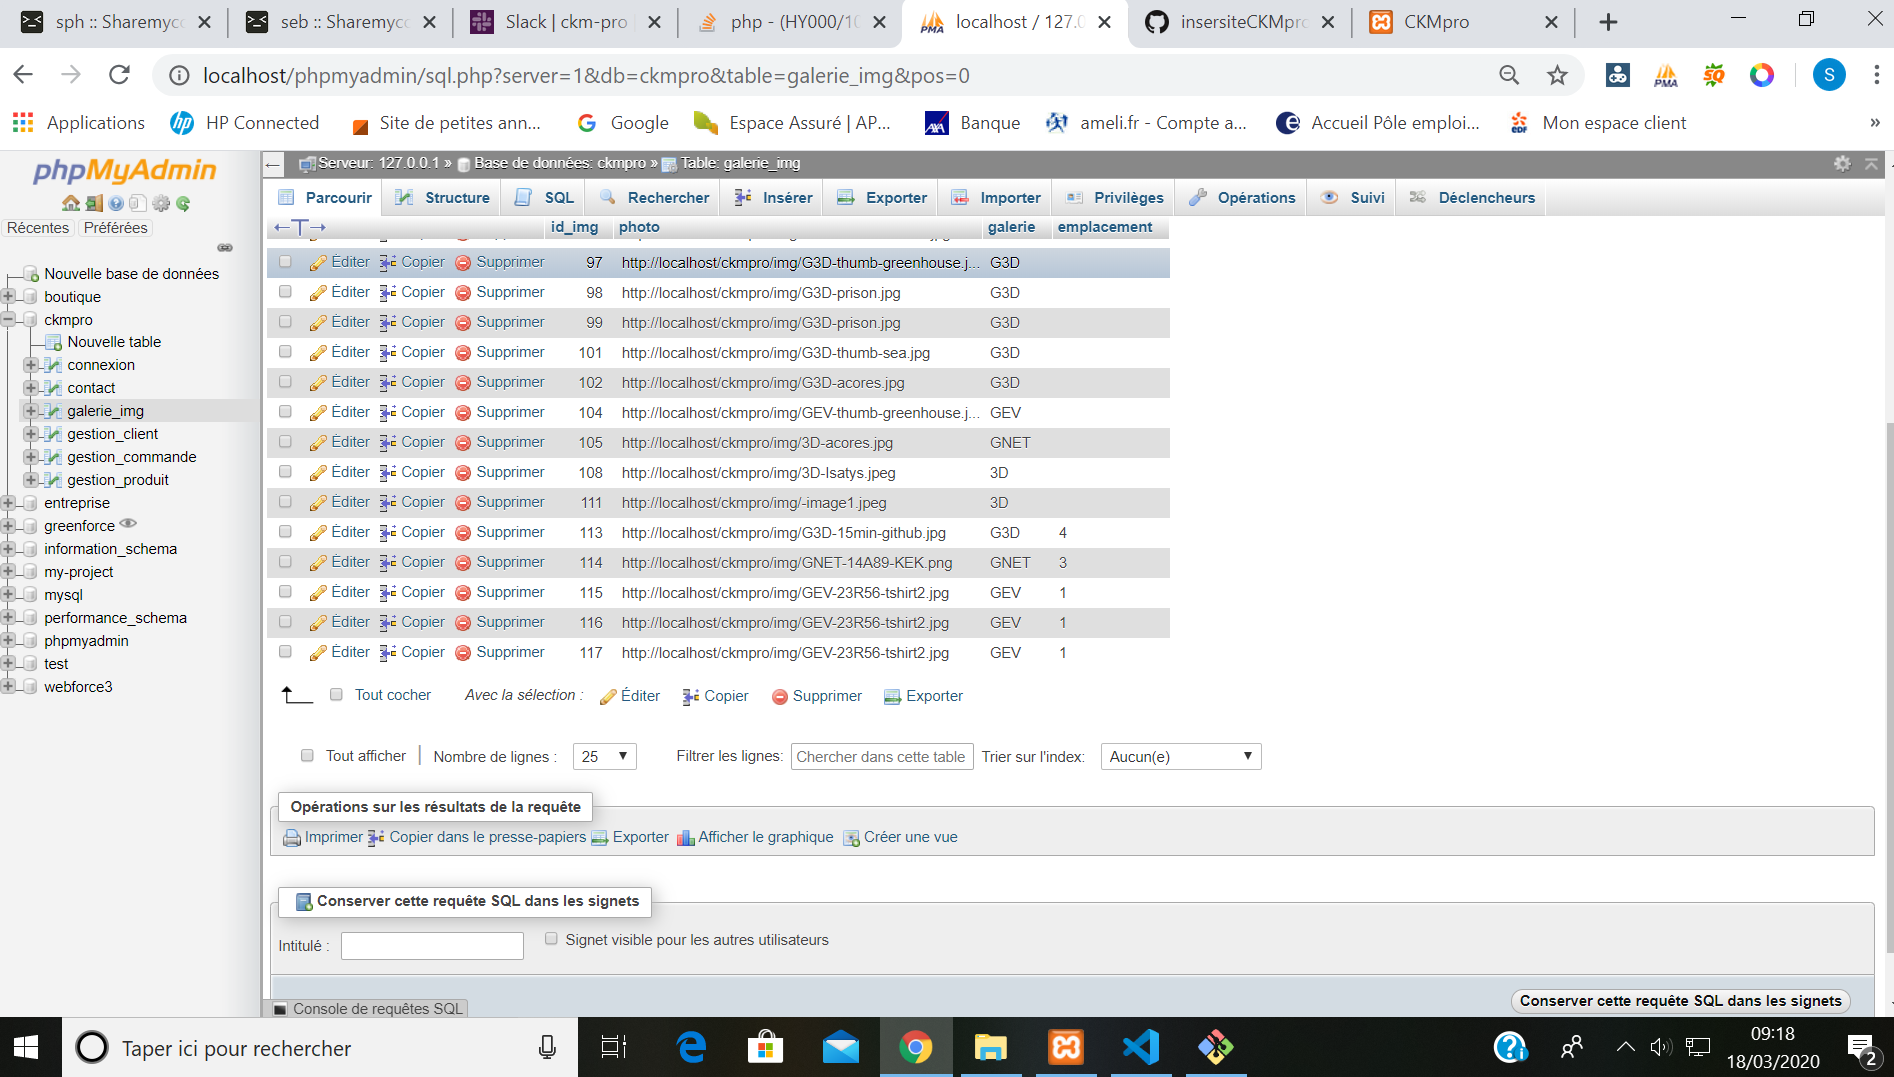 sph :: Sharemyco
seb :: Sharemyco
Slack | ckm-pro
php - (HY000/10
localhost / 127.0
insersiteCKMpro
CKMpro
localhost/phpmyadmin/sql.php?server=1&db=ckmpro&table=galerie_img&pos=0
S
Applications
HP Connected
Site de petites ann...
Google
Espace Assuré | AP...
Banque
ameli.fr - Compte a...
Accueil Pôle emploi...
Mon espace client
»
phpMyAdmin
Récentes Préférées
Nouvelle base de données
boutique
ckmpro
Nouvelle table
connexion
contact
galerie_img
gestion_client
gestion_commande
gestion_produit
entreprise
greenforce
information_schema
my-project
mysql
performance_schema
phpmyadmin
test
webforce3
Serveur: 127.0.0.1 » Base de données: ckmpro » Table: galerie_img
Parcourir Structure SQL Rechercher Insérer Exporter Importer Privilèges Opérations Suivi Déclencheurs
id_img photo galerie emplacement
Éditer Copier Supprimer 97 http://localhost/ckmpro/img/G3D-thumb-greenhouse.j... G3D
Éditer Copier Supprimer 98 http://localhost/ckmpro/img/G3D-prison.jpg G3D
Éditer Copier Supprimer 99 http://localhost/ckmpro/img/G3D-prison.jpg G3D
Éditer Copier Supprimer 101 http://localhost/ckmpro/img/G3D-thumb-sea.jpg G3D
Éditer Copier Supprimer 102 http://localhost/ckmpro/img/G3D-acores.jpg G3D
Éditer Copier Supprimer 104 http://localhost/ckmpro/img/GEV-thumb-greenhouse.j... GEV
Éditer Copier Supprimer 105 http://localhost/ckmpro/img/3D-acores.jpg GNET
Éditer Copier Supprimer 108 http://localhost/ckmpro/img/3D-Isatys.jpeg 3D
Éditer Copier Supprimer 111 http://localhost/ckmpro/img/-image1.jpeg 3D
Éditer Copier Supprimer 113 http://localhost/ckmpro/img/G3D-15min-github.jpg G3D 4
Éditer Copier Supprimer 114 http://localhost/ckmpro/img/GNET-14A89-KEK.png GNET 3
Éditer Copier Supprimer 115 http://localhost/ckmpro/img/GEV-23R56-tshirt2.jpg GEV 1
Éditer Copier Supprimer 116 http://localhost/ckmpro/img/GEV-23R56-tshirt2.jpg GEV 1
Éditer Copier Supprimer 117 http://localhost/ckmpro/img/GEV-23R56-tshirt2.jpg GEV 1
Tout cocher Avec la sélection : Éditer Copier Supprimer Exporter
Tout afficher | Nombre de lignes : 25 Filtrer les lignes: Chercher dans cette table Trier sur l'index: Aucun(e)
Opérations sur les résultats de la requête
Imprimer Copier dans le presse-papiers Exporter Afficher le graphique Créer une vue
Conserver cette requête SQL dans les signets
Intitulé : Signet visible pour les autres utilisateurs
Conserver cette requête SQL dans les signets
Console de requêtes SQL
Taper ici pour rechercher
09:18
18/03/2020
2